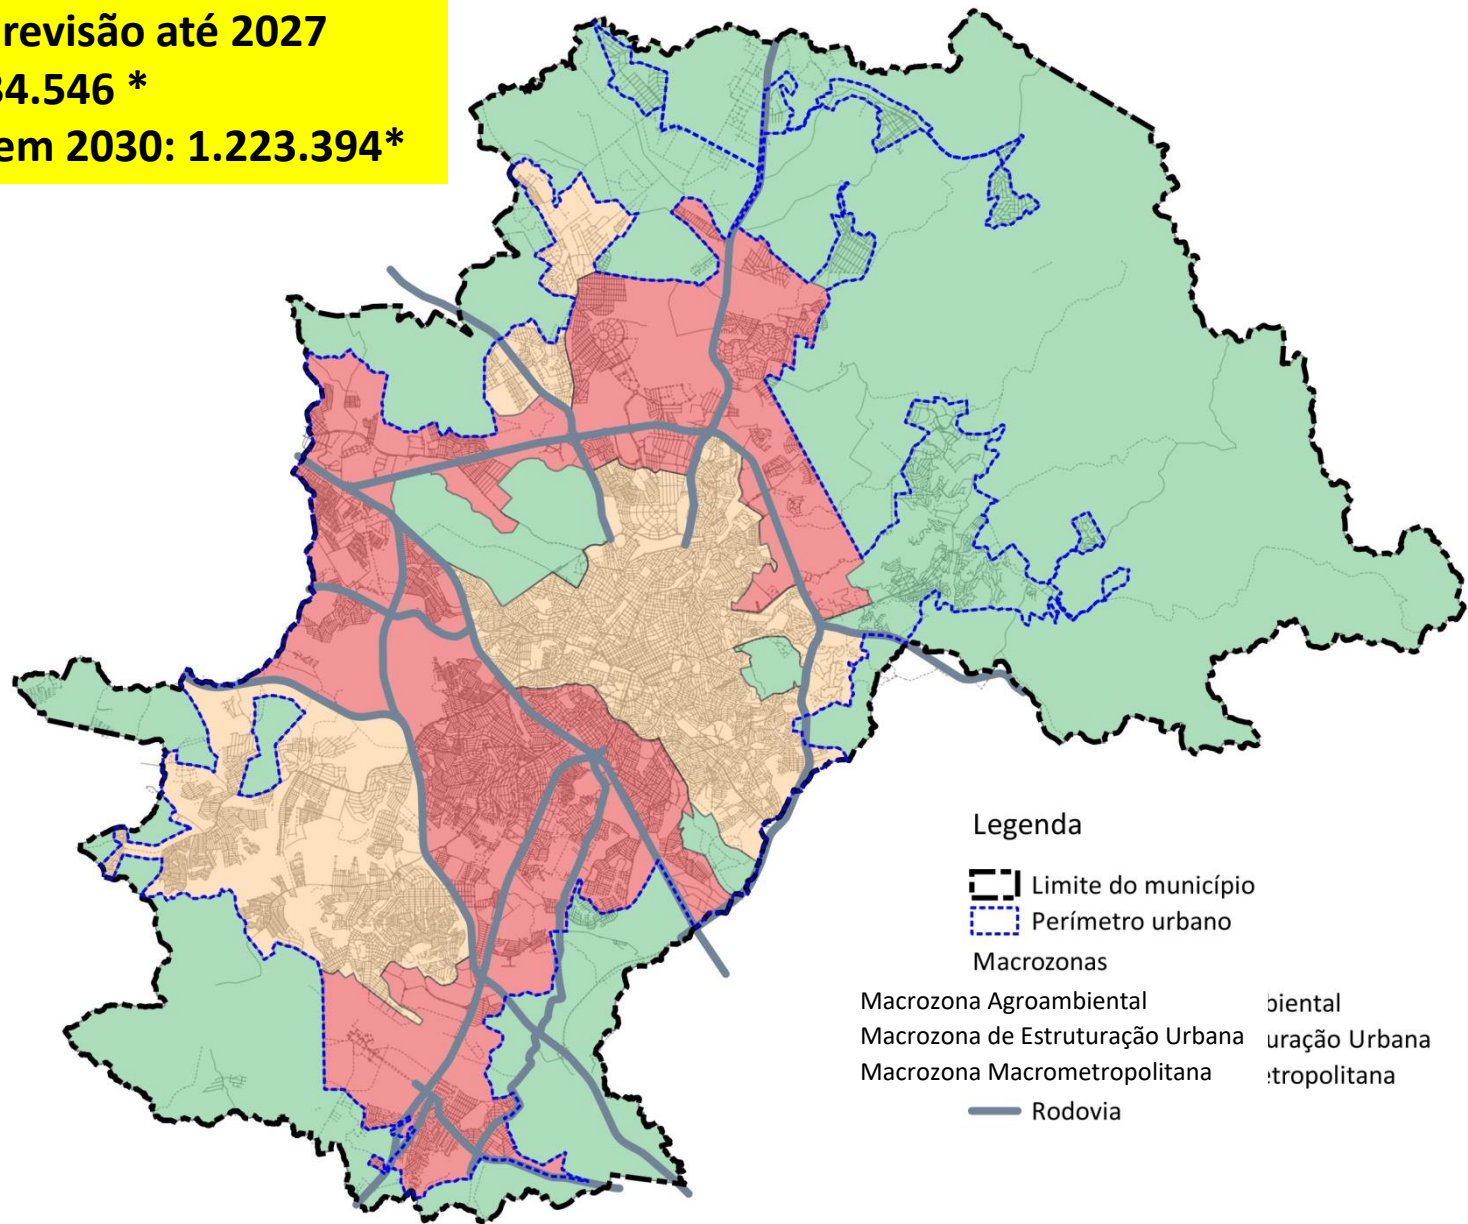 revisão até 2027
34.546 *
em 2030: 1.223.394*
Legenda
Limite do município
Perímetro urbano
Macrozonas
Macrozona Agroambiental
biental
Macrozona de Estruturação Urbana
uração Urbana
Macrozona Macrometropolitana
etropolitana
Rodovia